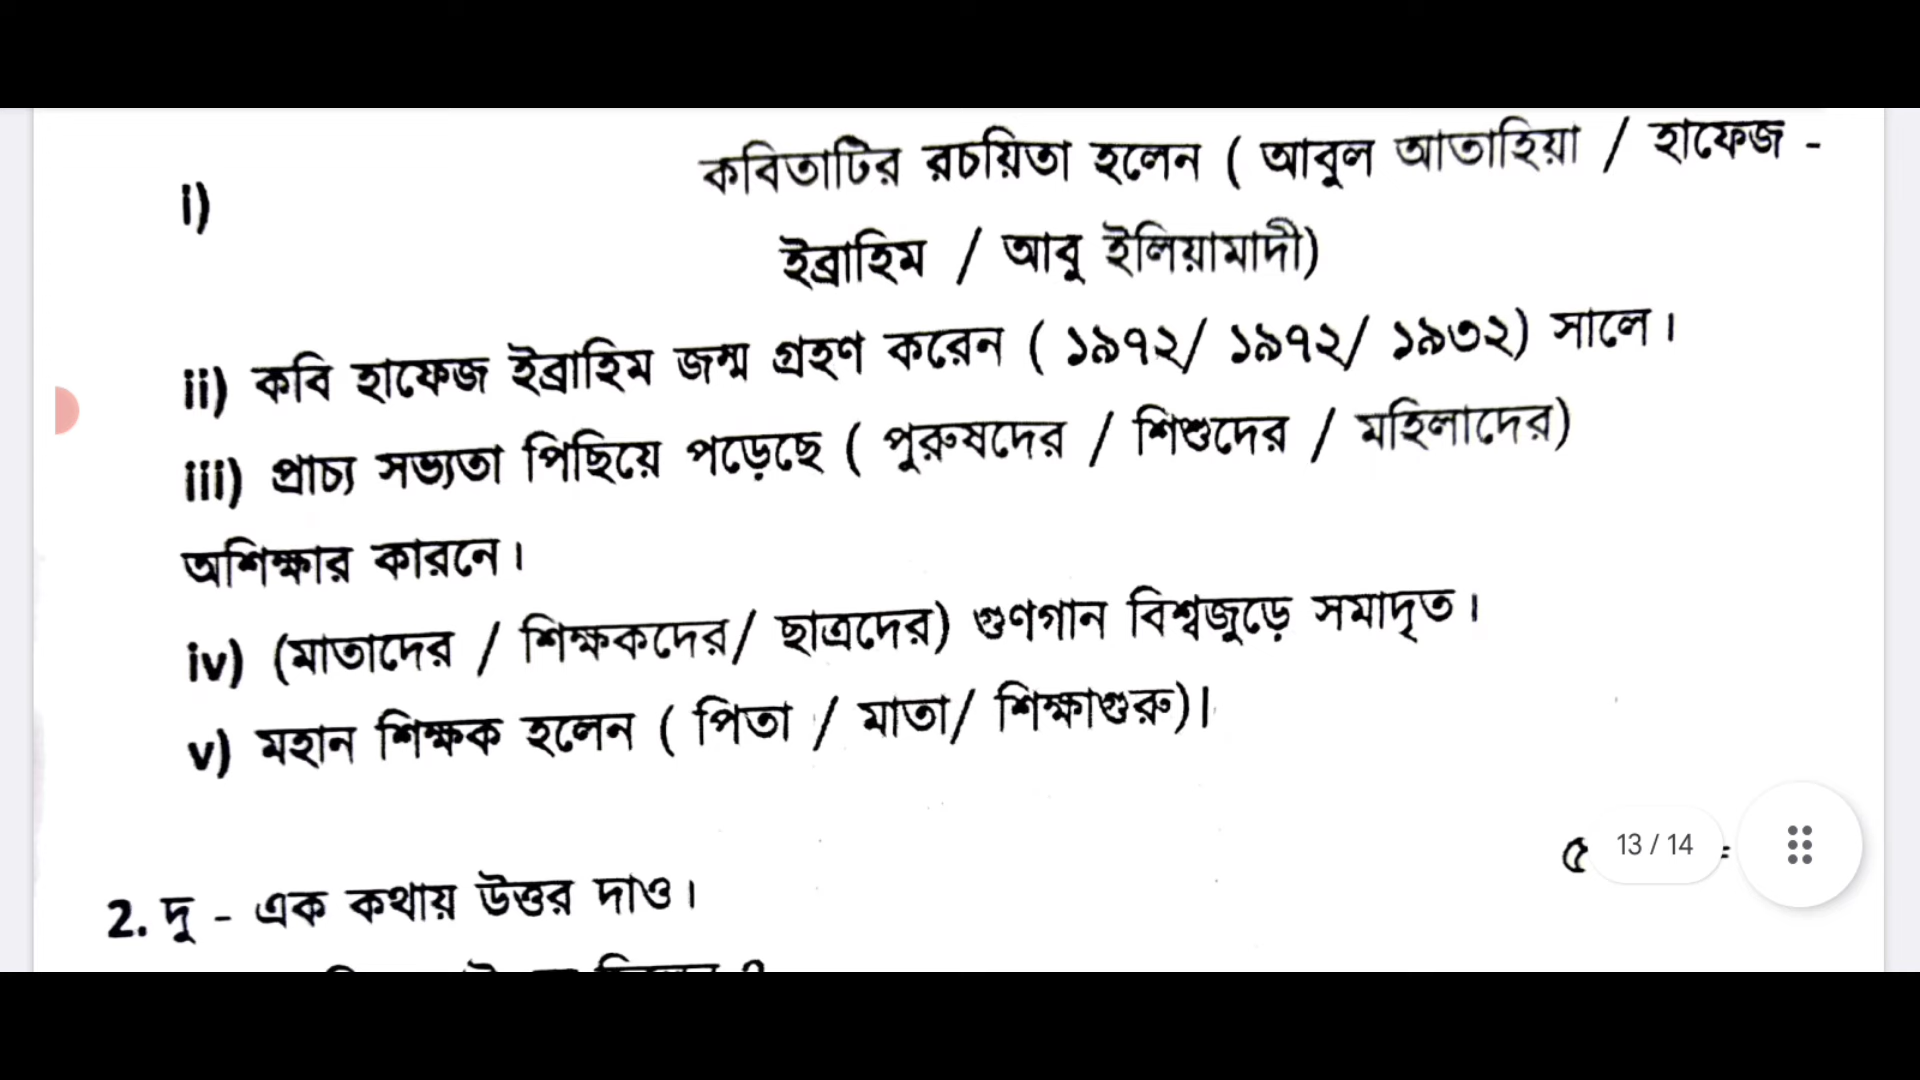 i) কবিতাটির রচয়িতা হলেন ( আবুল আতাহিয়া / হাফেজ -
ইব্রাহিম / আবু ইলিয়ামাদী)
ii) কবি হাফেজ ইব্রাহিম জন্ম গ্রহণ করেন ( ১৯৭২/ ১৯৭২/ ১৯৩২) সালে।
iii) প্রাচ্য সভ্যতা পিছিয়ে পড়েছে ( পুরুষদের / শিশুদের / মহিলাদের)
অশিক্ষার কারনে।
iv) (মাতাদের / শিক্ষকদের/ ছাত্রদের) গুণগান বিশ্বজুড়ে সমাদৃত।
v) মহান শিক্ষক হলেন ( পিতা / মাতা/ শিক্ষাগুরু)।
৫ 13 / 14 =
2. দু - এক কথায় উত্তর দাও।